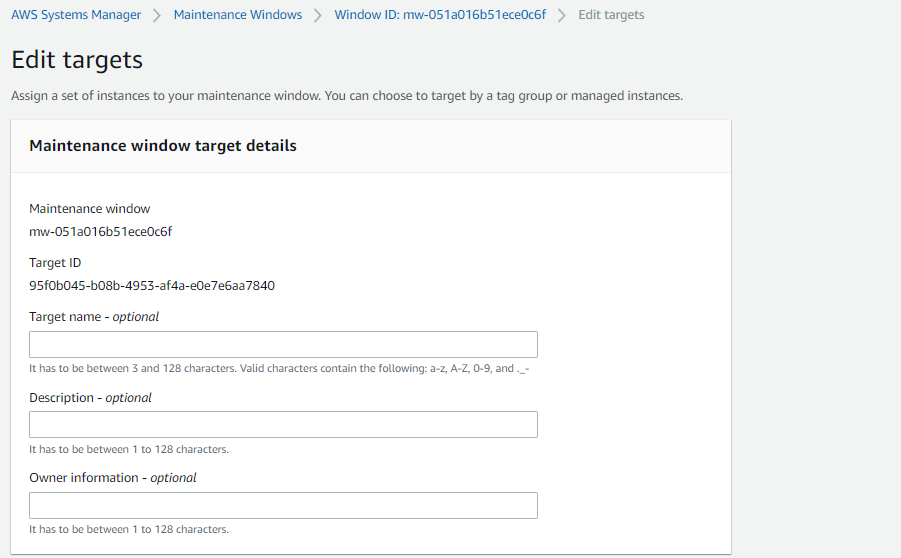 AWS Systems Manager > Maintenance Windows > Window ID: mw-051a016b51ece0c6f > Edit targets
Edit targets
Assign a set of instances to your maintenance window. You can choose to target by a tag group or managed instances.
Maintenance window target details
Maintenance window
mw-051a016b51ece0c6f
Target ID
95f0b045-b08b-4953-af4a-e0e7e6aa7840
Target name - optional
It has to be between 3 and 128 characters. Valid characters contain the following: a-z, A-Z, 0-9, and ._-
Description - optional
It has to be between 1 to 128 characters.
Owner information - optional
It has to be between 1 to 128 characters.